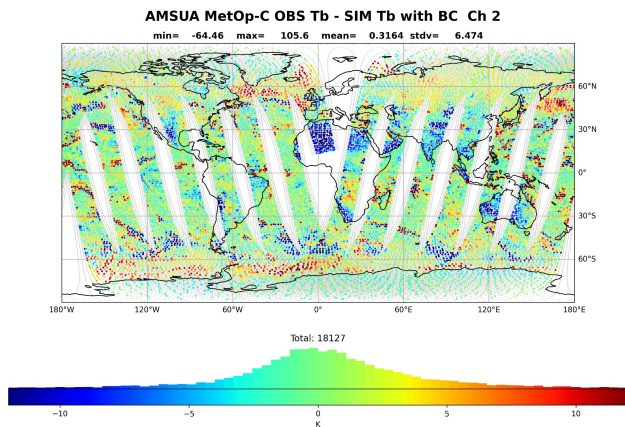 AMSUA MetOp-C OBS Tb - SIM Tb with BC Ch 2
min= -64.46 max= 105.6 mean= 0.3164 stdv= 6.474
60°N
30°N
0°
30°S
60°S
180°W 120°W 60°W 0° 60°E 120°E 180°E
Total: 18127
−10 −5 0 5 10
K